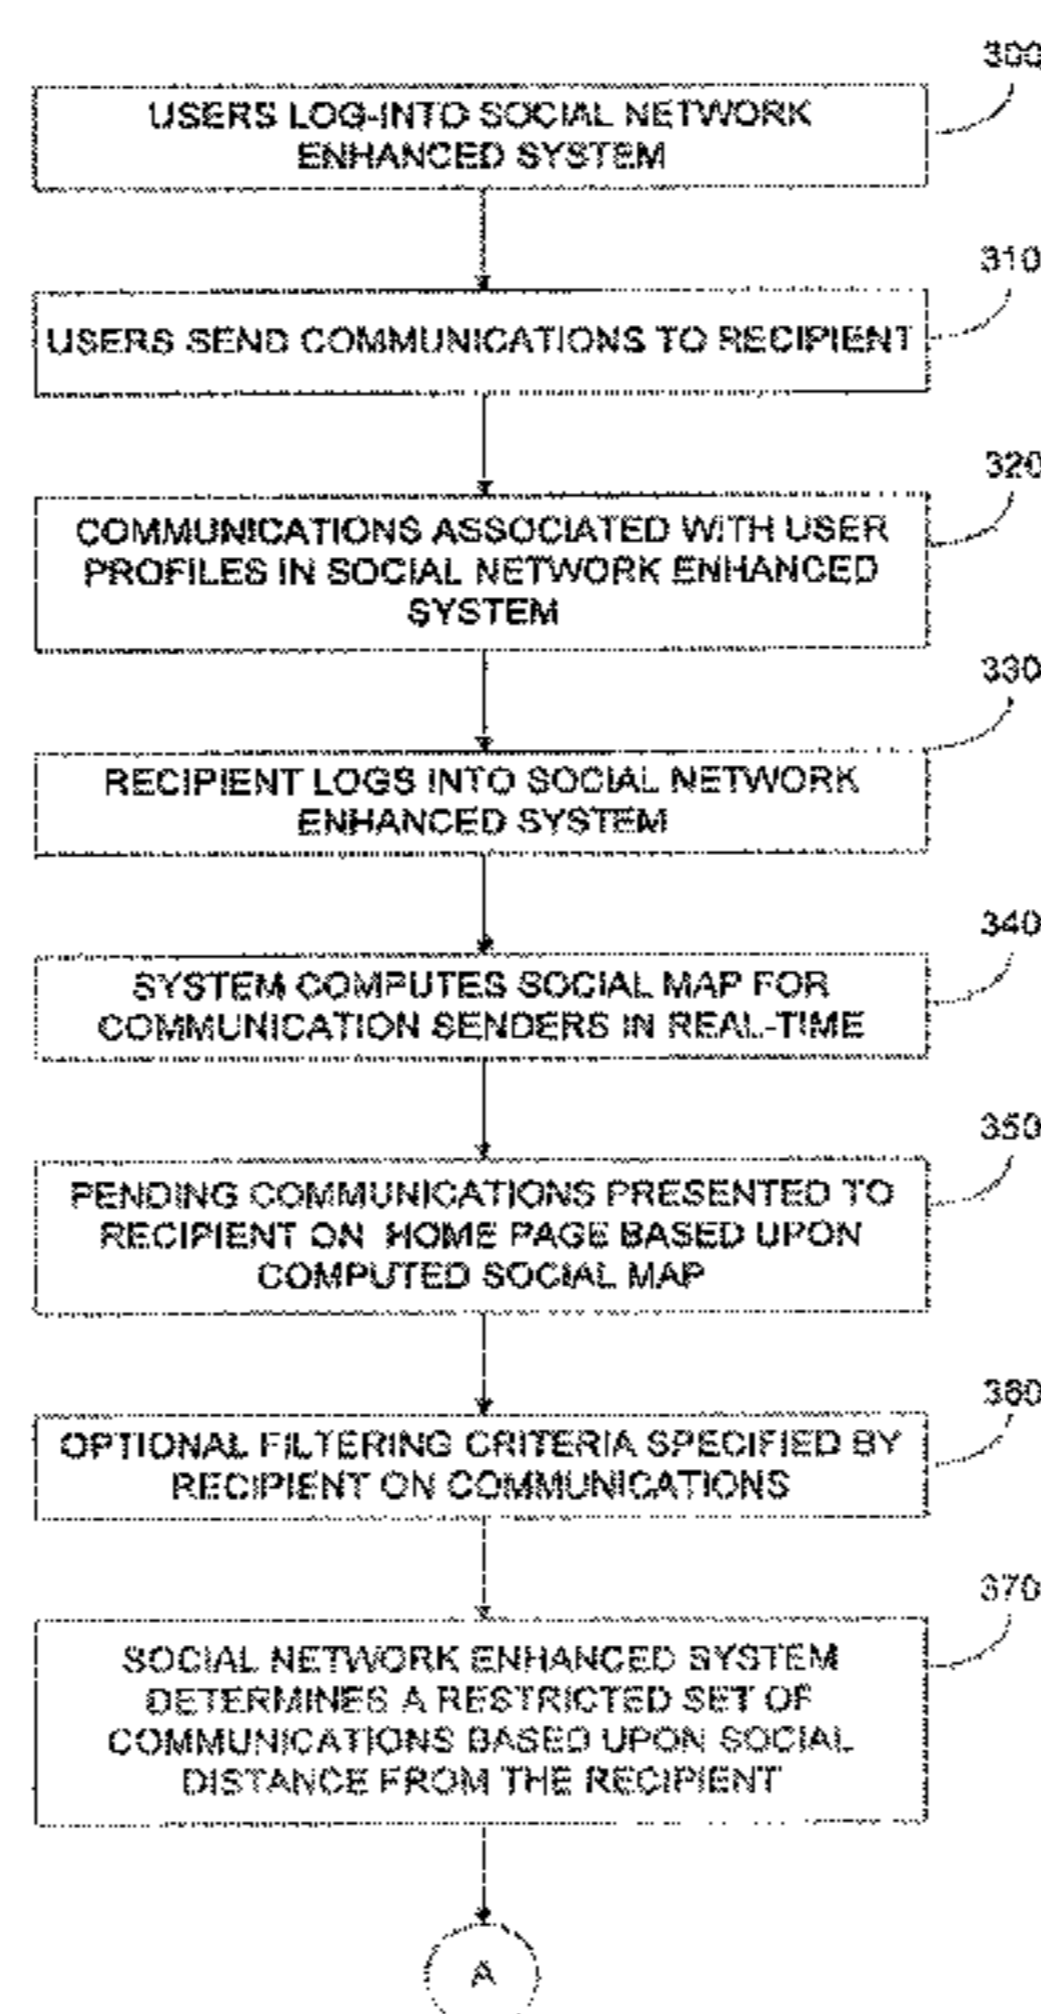 300
USERS LOG-INTO SOCIAL NETWORK
ENHANCED SYSTEM
310
USERS SEND COMMUNICATIONS TO RECIPIENT
320
COMMUNICATIONS ASSOCIATED WITH USER
PROFILES IN SOCIAL NETWORK ENHANCED
SYSTEM
330
RECIPIENT LOGS INTO SOCIAL NETWORK
ENHANCED SYSTEM
340
SYSTEM COMPUTES SOCIAL MAP FOR
COMMUNICATION SENDERS IN REAL-TIME
350
PENDING COMMUNICATIONS PRESENTED TO
RECIPIENT ON HOME PAGE BASED UPON
COMPUTED SOCIAL MAP
360
OPTIONAL FILTERING CRITERIA SPECIFIED BY
RECIPIENT ON COMMUNICATIONS
370
SOCIAL NETWORK ENHANCED SYSTEM
DETERMINES A RESTRICTED SET OF
COMMUNICATIONS BASED UPON SOCIAL
DISTANCE FROM THE RECIPIENT
A